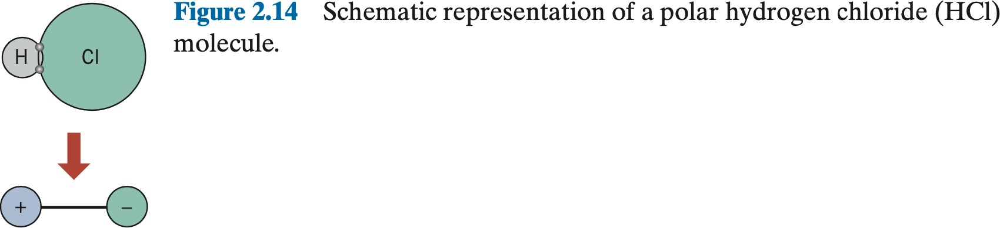 Figure 2.14 Schematic representation of a polar hydrogen chloride (HCl)
molecule.
H Cl
+ −